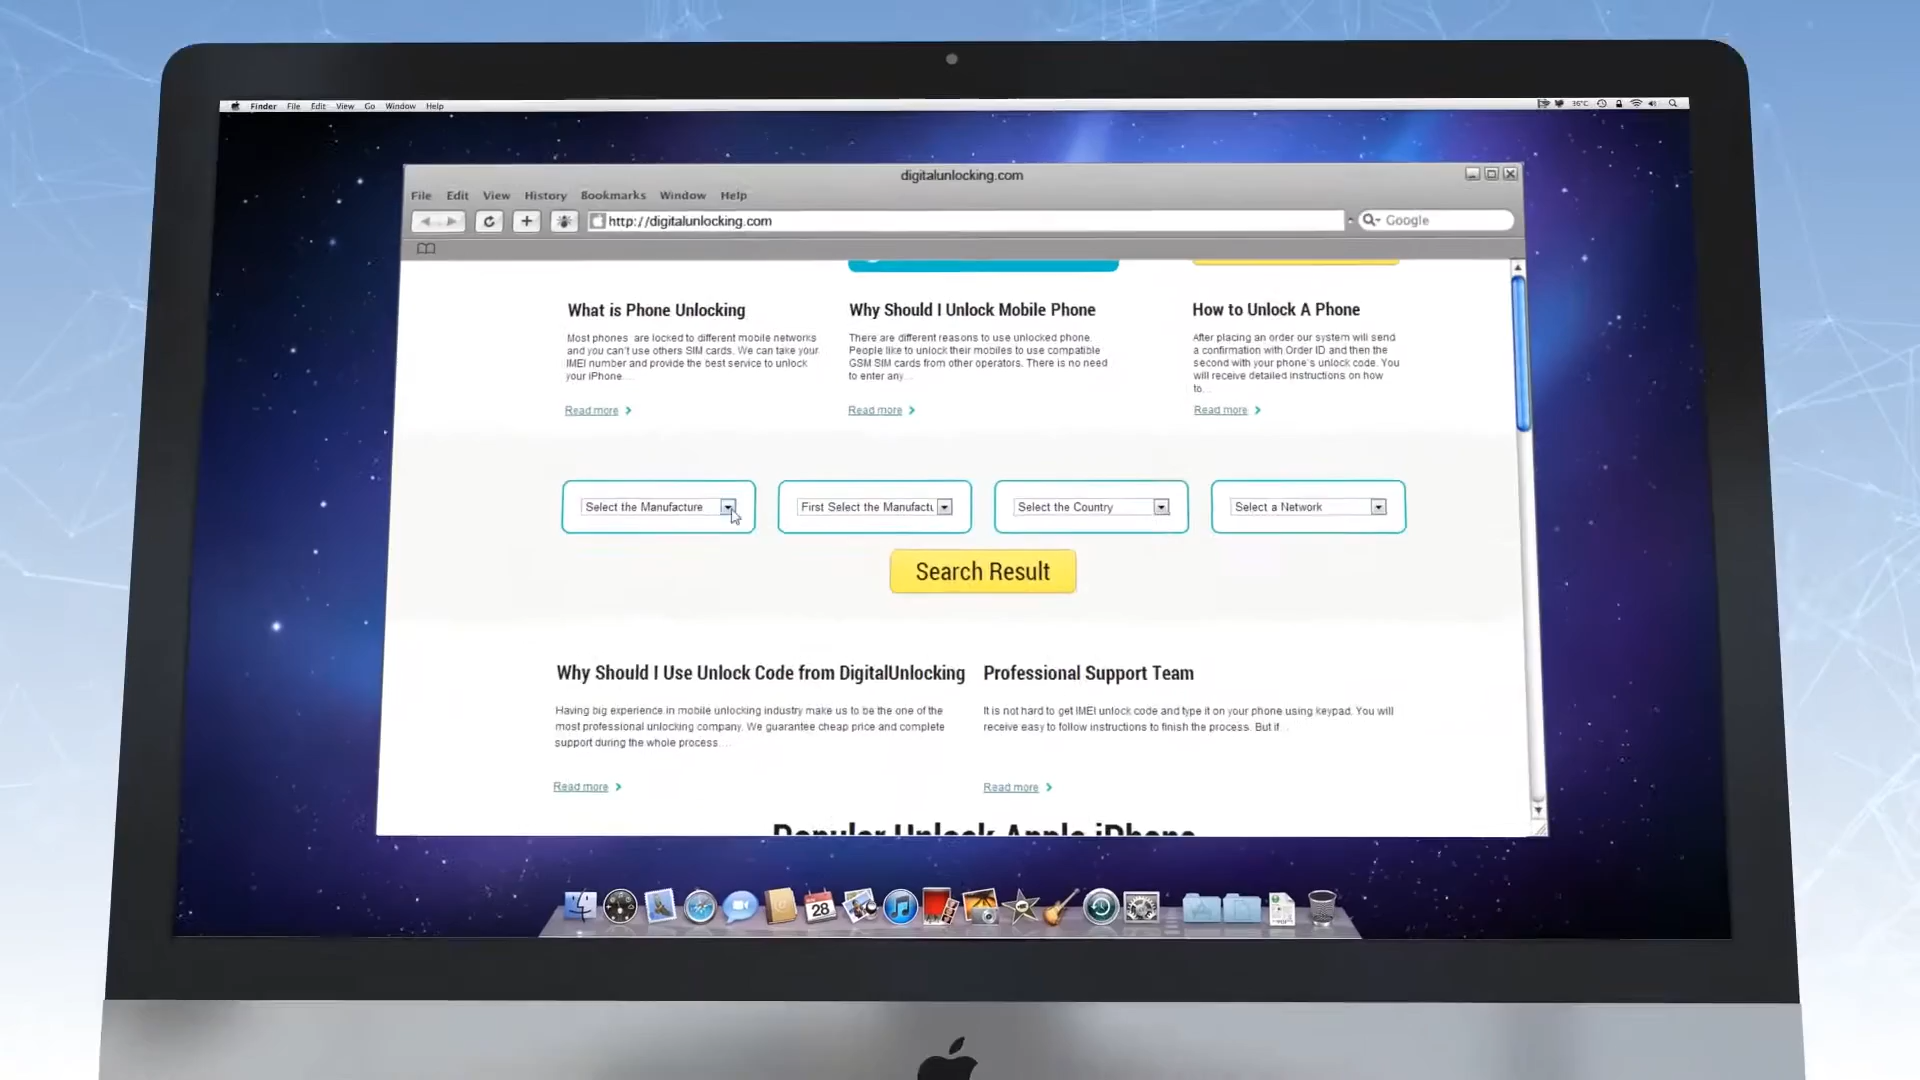 Finder File Edit View Go Window Help
36°C
digitalunlocking.com
File Edit View History Bookmarks Window Help
http://digitalunlocking.com
Google
What is Phone Unlocking
Most phones are locked to different mobile networks
and you can't use others SIM cards. We can take your
IMEI number and provide the best service to unlock
your iPhone....
Read more
Why Should I Unlock Mobile Phone
There are different reasons to use unlocked phone.
People like to unlock their mobiles to use compatible
GSM SIM cards from other operators. There is no need
to enter any...
Read more
How to Unlock A Phone
After placing an order our system will send
a confirmation with Order ID and then the
second with your phone's unlock code. You
will receive detailed instructions on how
to...
Read more
Select the Manufacture
First Select the Manufactu
Select the Country
Select a Network
Search Result
Why Should I Use Unlock Code from DigitalUnlocking
Having big experience in mobile unlocking industry make us to be the one of the
most professional unlocking company. We guarantee cheap price and complete
support during the whole process....
Read more
Professional Support Team
It is not hard to get IMEI unlock code and type it on your phone using keypad. You will
receive easy to follow instructions to finish the process. But if...
Read more
Popular Unlock Apple iPhone
28